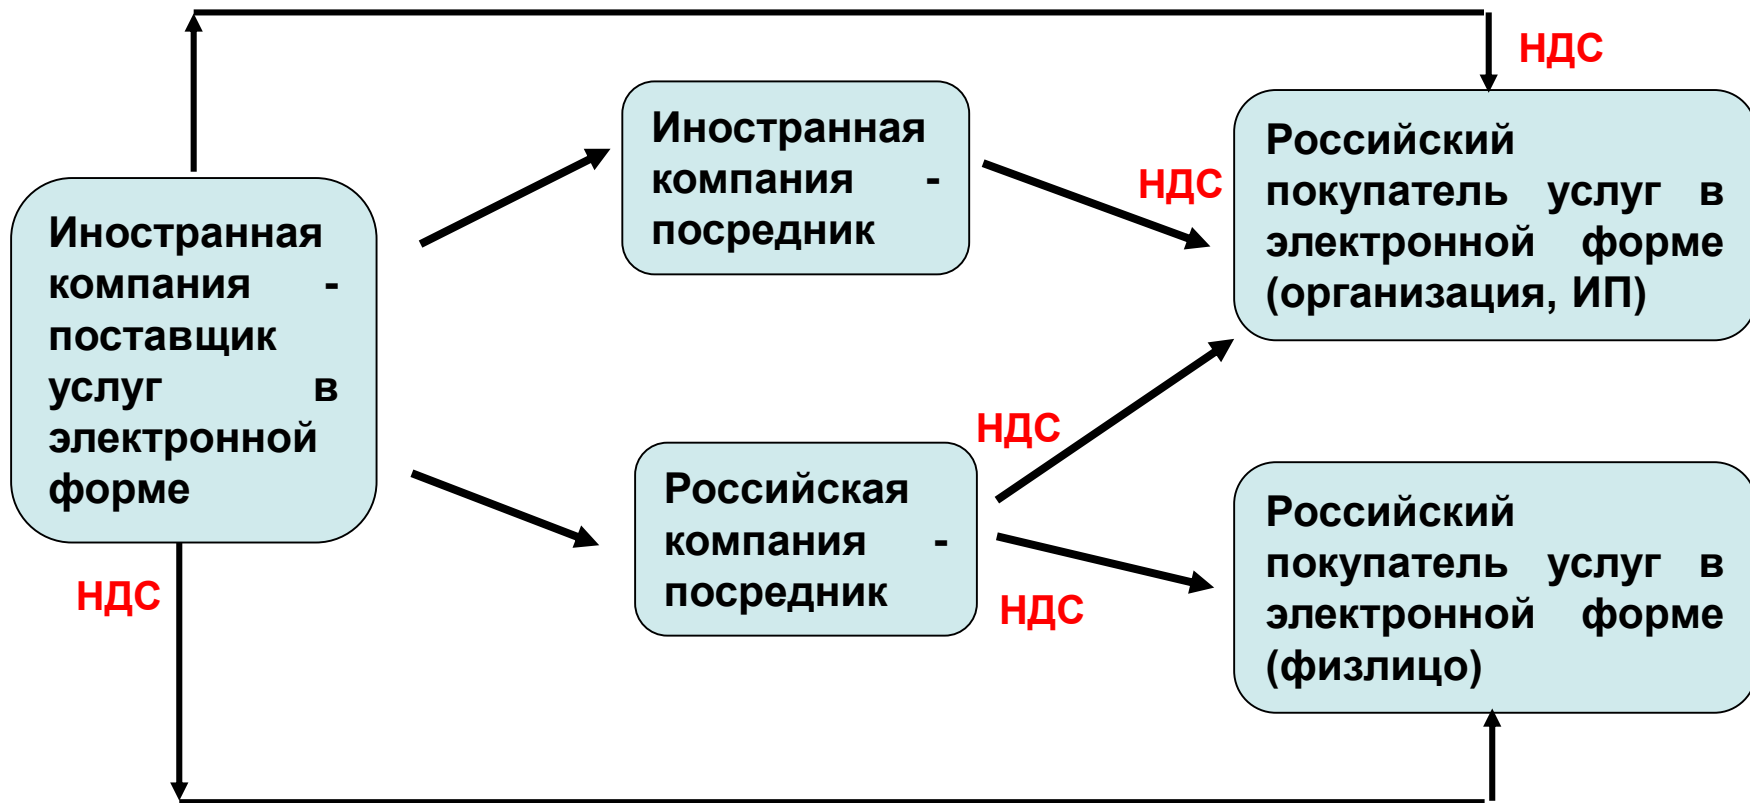 НДС
Иностранная
компания -
посредник
НДС
Российский
покупатель услуг в
электронной форме
(организация, ИП)
Иностранная
компания -
поставщик
услуг в
электронной
форме
НДС
НДС
Российская
компания -
посредник
НДС
Российский
покупатель услуг в
электронной форме
(физлицо)
НДС